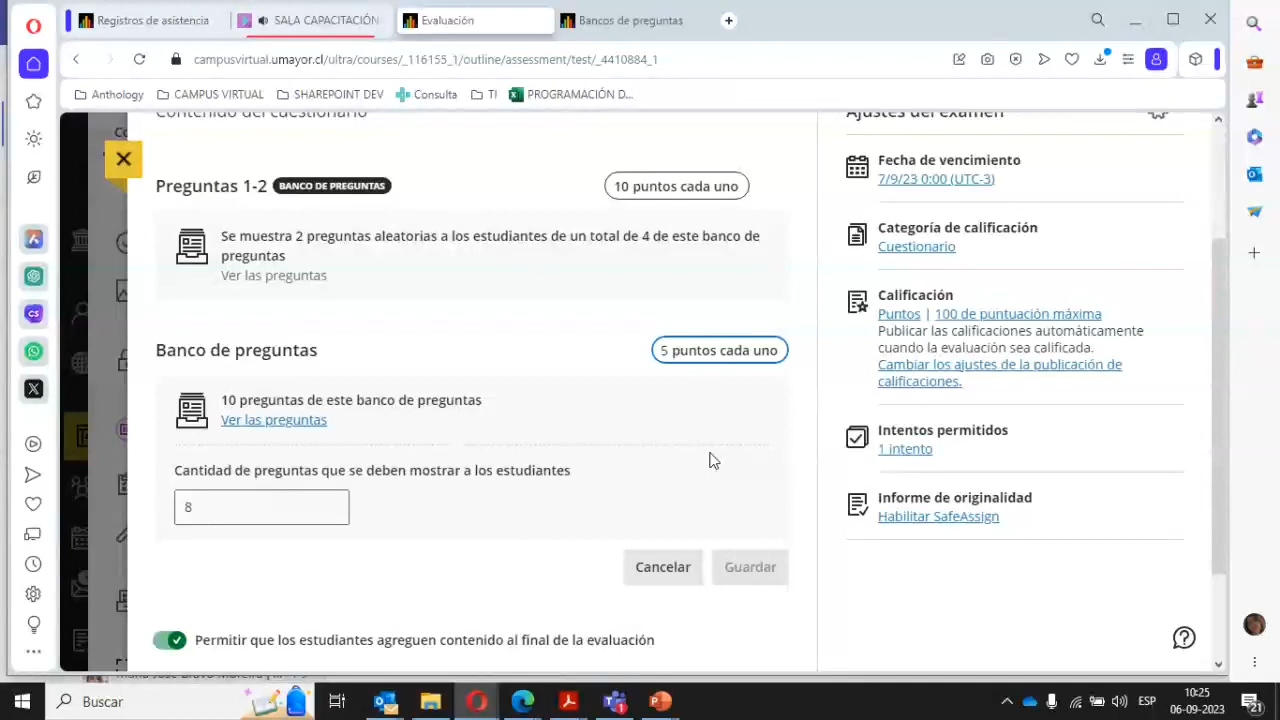 Registros de asistencia
SALA CAPACITACIÓN
Evaluación
Bancos de preguntas
campusvirtual.umayor.cl/ultra/courses/_116155_1/outline/assessment/test/_4410884_1
Anthology
CAMPUS VIRTUAL
SHAREPOINT DEV
Consulta
TI
PROGRAMACIÓN D...
Contenido del cuestionario
Preguntas 1-2
BANCO DE PREGUNTAS
10 puntos cada uno
Se muestra 2 preguntas aleatorias a los estudiantes de un total de 4 de este banco de
preguntas
Ver las preguntas
Banco de preguntas
5 puntos cada uno
10 preguntas de este banco de preguntas
Ver las preguntas
Cantidad de preguntas que se deben mostrar a los estudiantes
8
Cancelar
Guardar
Permitir que los estudiantes agreguen contenido al final de la evaluación
Ajustes del examen
Fecha de vencimiento
7/9/23 0:00 (UTC-3)
Categoría de calificación
Cuestionario
Calificación
Puntos | 100 de puntuación máxima
Publicar las calificaciones automáticamente
cuando la evaluación sea calificada.
Cambiar los ajustes de la publicación de
calificaciones.
Intentos permitidos
1 intento
Informe de originalidad
Habilitar SafeAssign
Buscar
ESP
10:25
06-09-2023
21